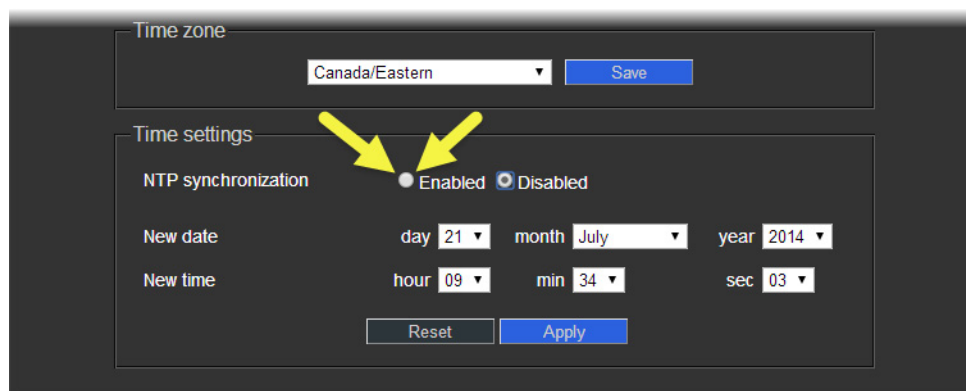 Time zone
Canada/Eastern Save
Time settings
NTP synchronization Enabled Disabled
New date day 21 month July year 2014
New time hour 09 min 34 sec 03
Reset Apply